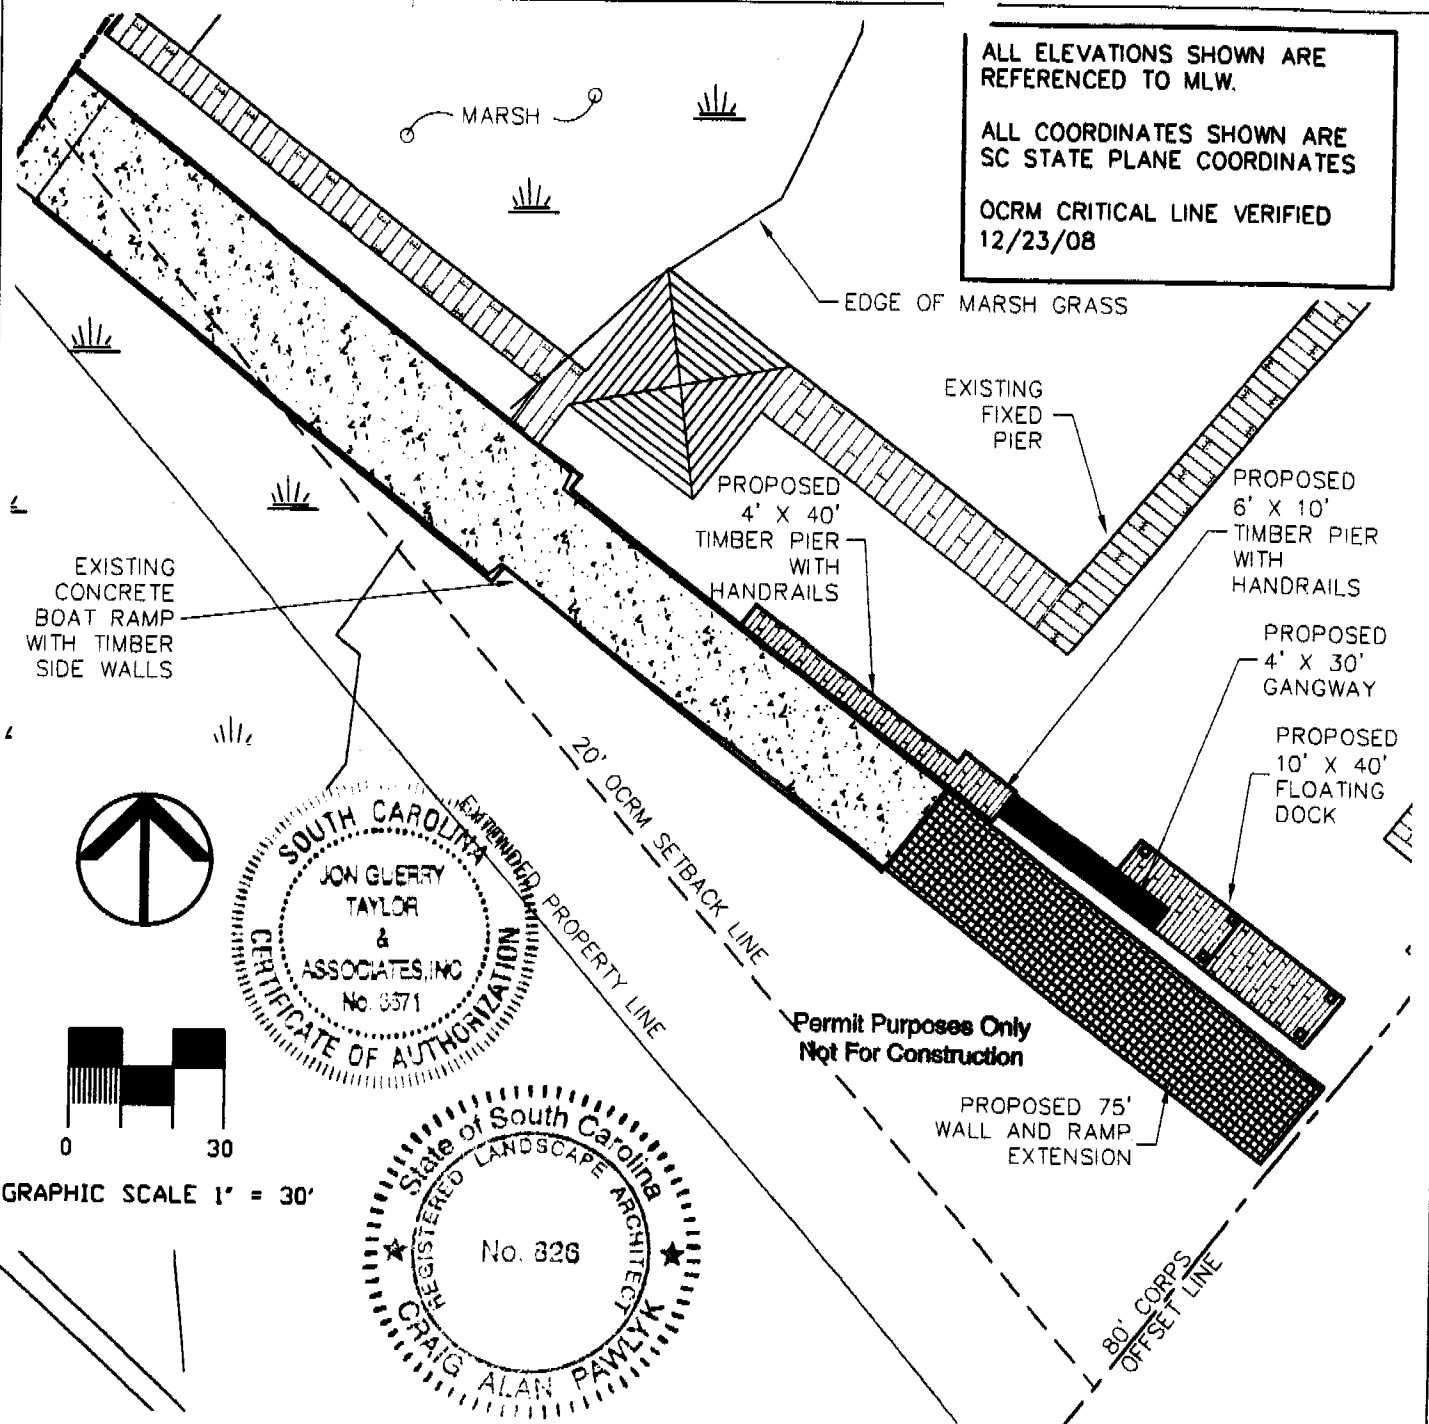 ALL ELEVATIONS SHOWN ARE
REFERENCED TO MLW.
ALL COORDINATES SHOWN ARE
SC STATE PLANE COORDINATES
OCRM CRITICAL LINE VERIFIED
12/23/08
MARSH
EDGE OF MARSH GRASS
EXISTING
FIXED
PIER
PROPOSED
4' X 40'
TIMBER PIER
WITH
HANDRAILS
PROPOSED
6' X 10'
TIMBER PIER
WITH
HANDRAILS
EXISTING
CONCRETE
BOAT RAMP
WITH TIMBER
SIDE WALLS
PROPOSED
4' X 30'
GANGWAY
PROPOSED
10' X 40'
FLOATING
DOCK
20' OCRM SETBACK LINE
PROPERTY LINE
SOUTH CAROLINA
JON GUERRY
TAYLOR
&
ASSOCIATES, INC
No.
CERTIFICATE OF AUTHORIZATION
Permit Purposes Only
Not For Construction
PROPOSED 75'
WALL AND RAMP
EXTENSION
0 30
GRAPHIC SCALE 1" = 30'
State of South Carolina
REGISTERED LANDSCAPE ARCHITECT
No. 826
CRAIG ALAN PAWLYK
80' CORPS
OFFSET LINE